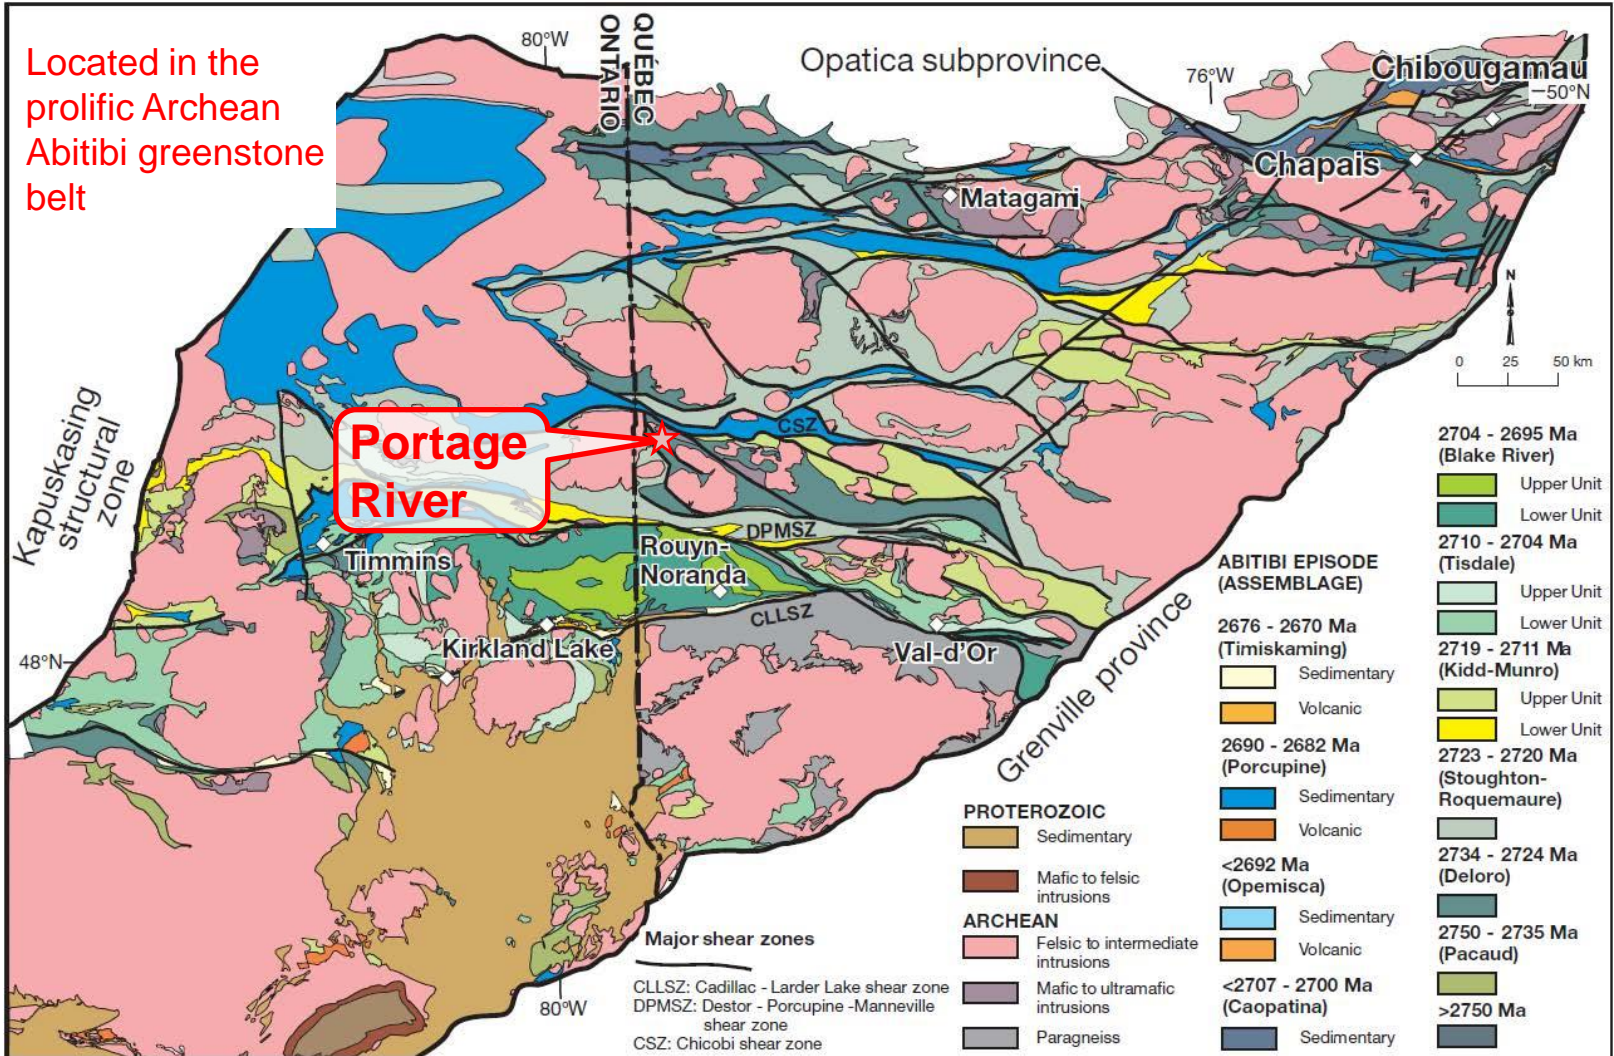 Located in the
prolific Archean
Abitibi greenstone
belt
80°W
ONTARIO
QUÉBEC
Opatica subprovince
76°W
Chibougamau
50°N
Chapais
Matagami
N
0 25 50 km
Kapuskasing
structural
zone
Portage
River
CSZ
DPMSZ
Timmins
Rouyn-
Noranda
CLLSZ
Kirkland Lake
Val-d'Or
48°N
Grenville province
80°W
Major shear zones
CLLSZ: Cadillac - Larder Lake shear zone
DPMSZ: Destor - Porcupine -Manneville
shear zone
CSZ: Chicobi shear zone
PROTEROZOIC
Sedimentary
Mafic to felsic
intrusions
ARCHEAN
Felsic to intermediate
intrusions
Mafic to ultramafic
intrusions
Paragneiss
ABITIBI EPISODE
(ASSEMBLAGE)
2676 - 2670 Ma
(Timiskaming)
Sedimentary
Volcanic
2690 - 2682 Ma
(Porcupine)
Sedimentary
Volcanic
<2692 Ma
(Opemisca)
Sedimentary
Volcanic
<2707 - 2700 Ma
(Caopatina)
Sedimentary
2704 - 2695 Ma
(Blake River)
Upper Unit
Lower Unit
2710 - 2704 Ma
(Tisdale)
Upper Unit
Lower Unit
2719 - 2711 Ma
(Kidd-Munro)
Upper Unit
Lower Unit
2723 - 2720 Ma
(Stoughton-
Roquemaure)
2734 - 2724 Ma
(Deloro)
2750 - 2735 Ma
(Pacaud)
>2750 Ma